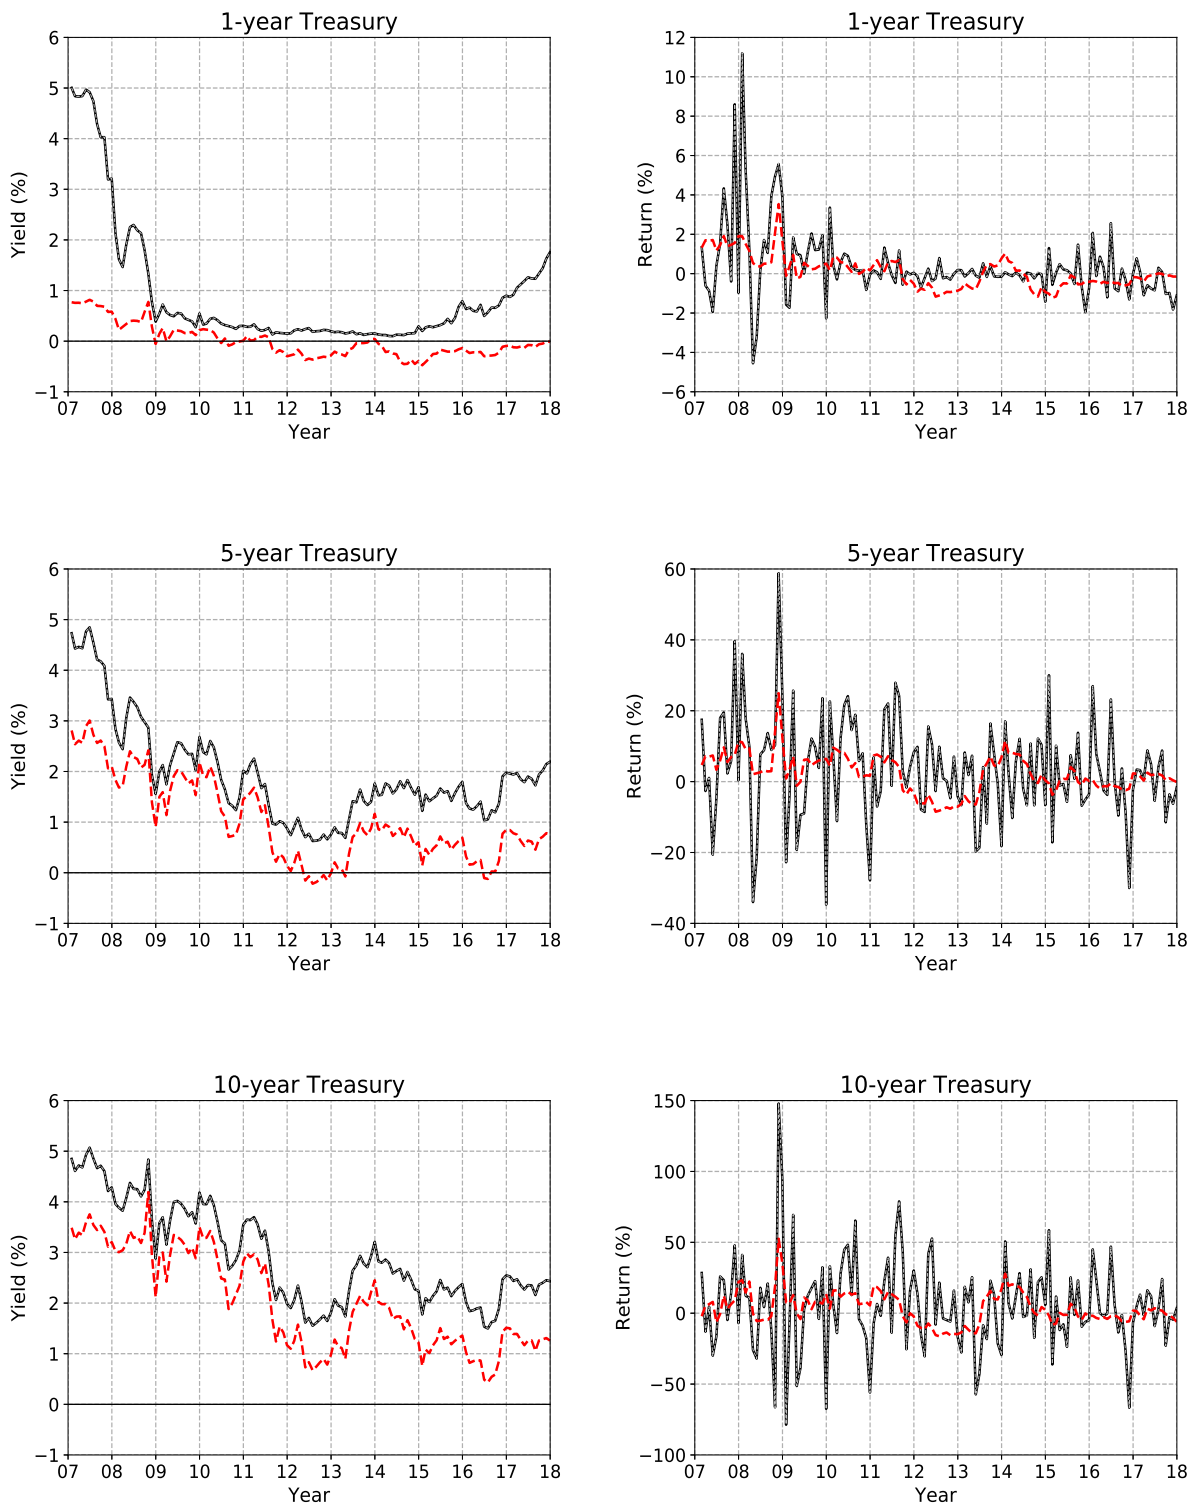 1-year Treasury
6
5
4
3
2
1
0
−1
Yield (%)
07 08 09 10 11 12 13 14 15 16 17 18
Year
1-year Treasury
12
10
8
6
4
2
0
−2
−4
−6
Return (%)
07 08 09 10 11 12 13 14 15 16 17 18
Year
5-year Treasury
6
5
4
3
2
1
0
−1
Yield (%)
07 08 09 10 11 12 13 14 15 16 17 18
Year
5-year Treasury
60
40
20
0
−20
−40
Return (%)
07 08 09 10 11 12 13 14 15 16 17 18
Year
10-year Treasury
6
5
4
3
2
1
0
−1
Yield (%)
07 08 09 10 11 12 13 14 15 16 17 18
Year
10-year Treasury
150
100
50
0
−50
−100
Return (%)
07 08 09 10 11 12 13 14 15 16 17 18
Year